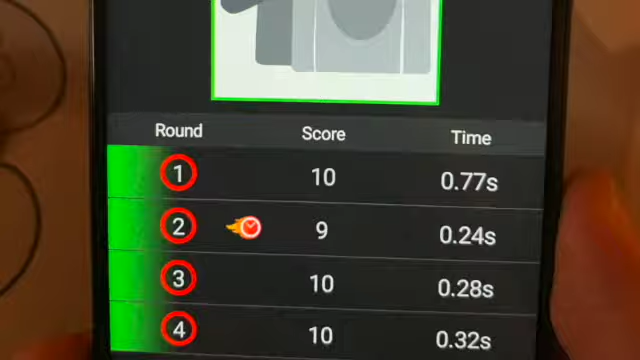 Round Score Time
1 10 0.77s
2 9 0.24s
3 10 0.28s
4 10 0.32s